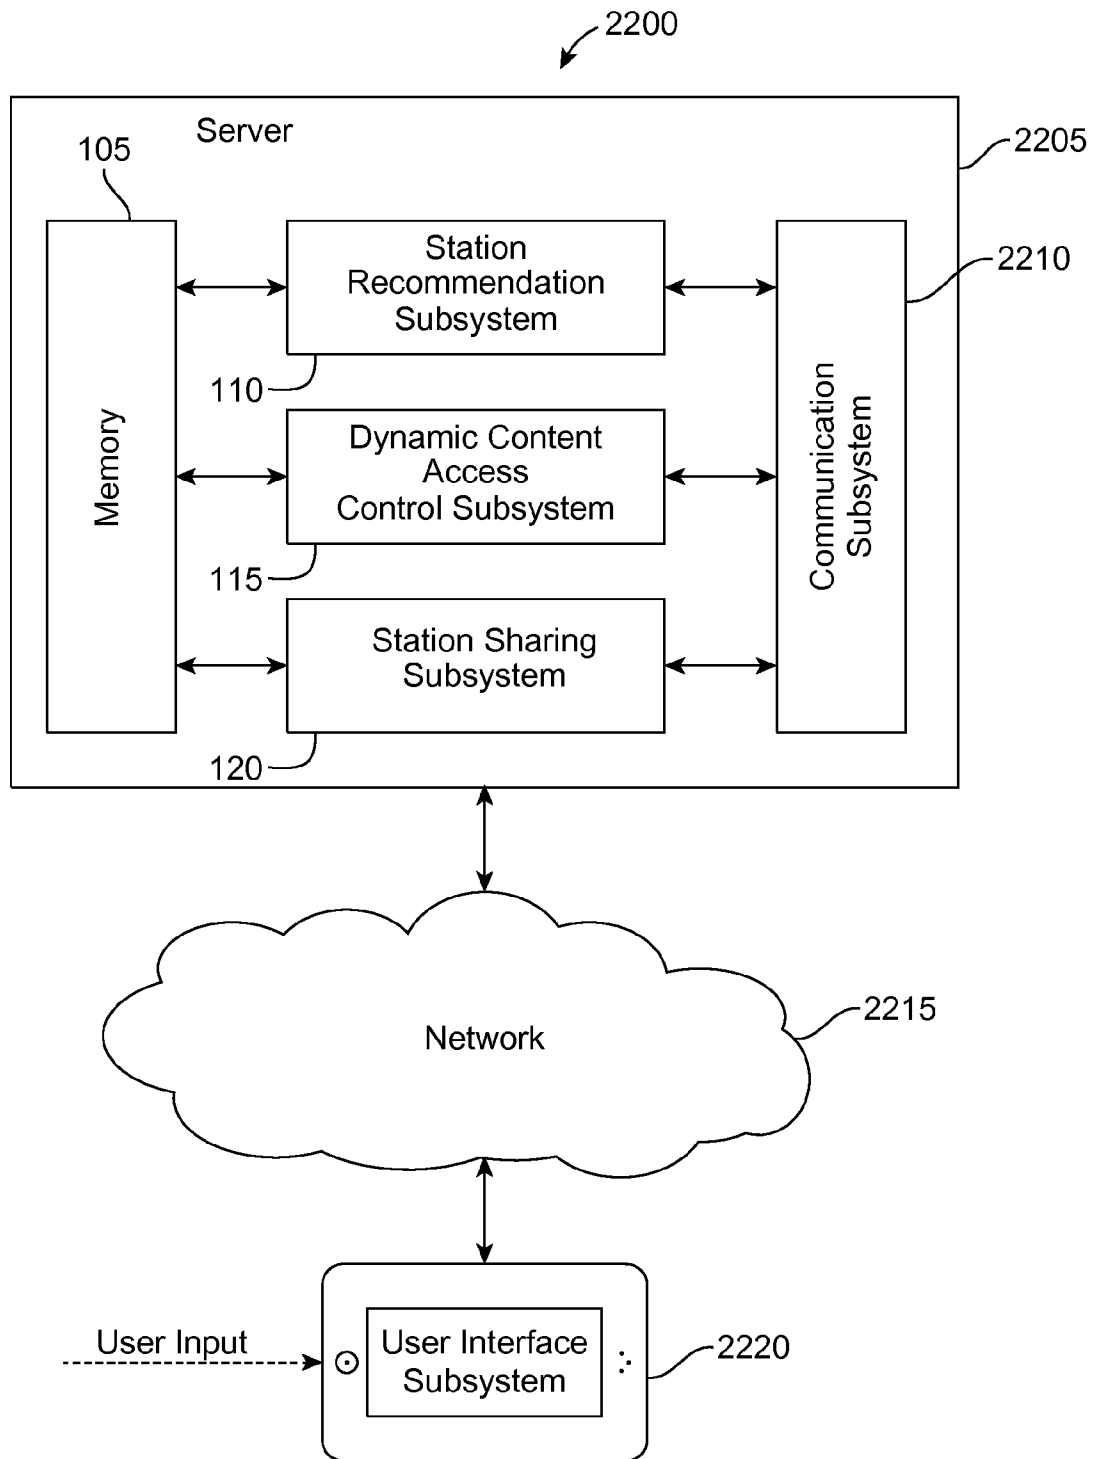 2200
Server
2205
105
Station
Recommendation
Subsystem
2210
110
Memory
Dynamic Content
Access
Control Subsystem
Communication
Subsystem
115
Station Sharing
Subsystem
120
Network
2215
User Input
User Interface
Subsystem
2220